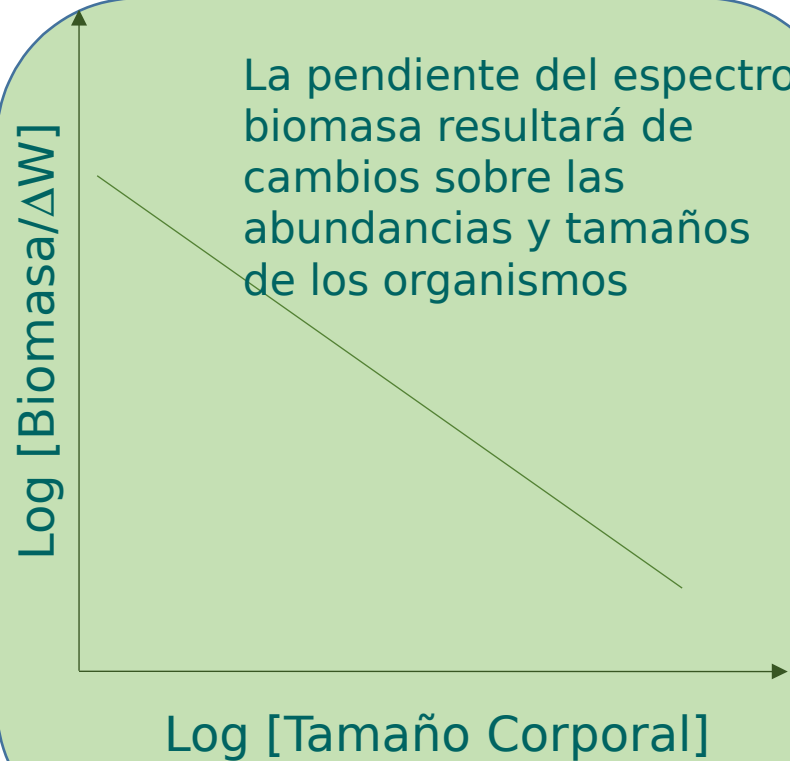 La pendiente del espectro
biomasa resultará de
cambios sobre las
abundancias y tamaños
de los organismos
Log [Biomasa/ΔW]
Log [Tamaño Corporal]